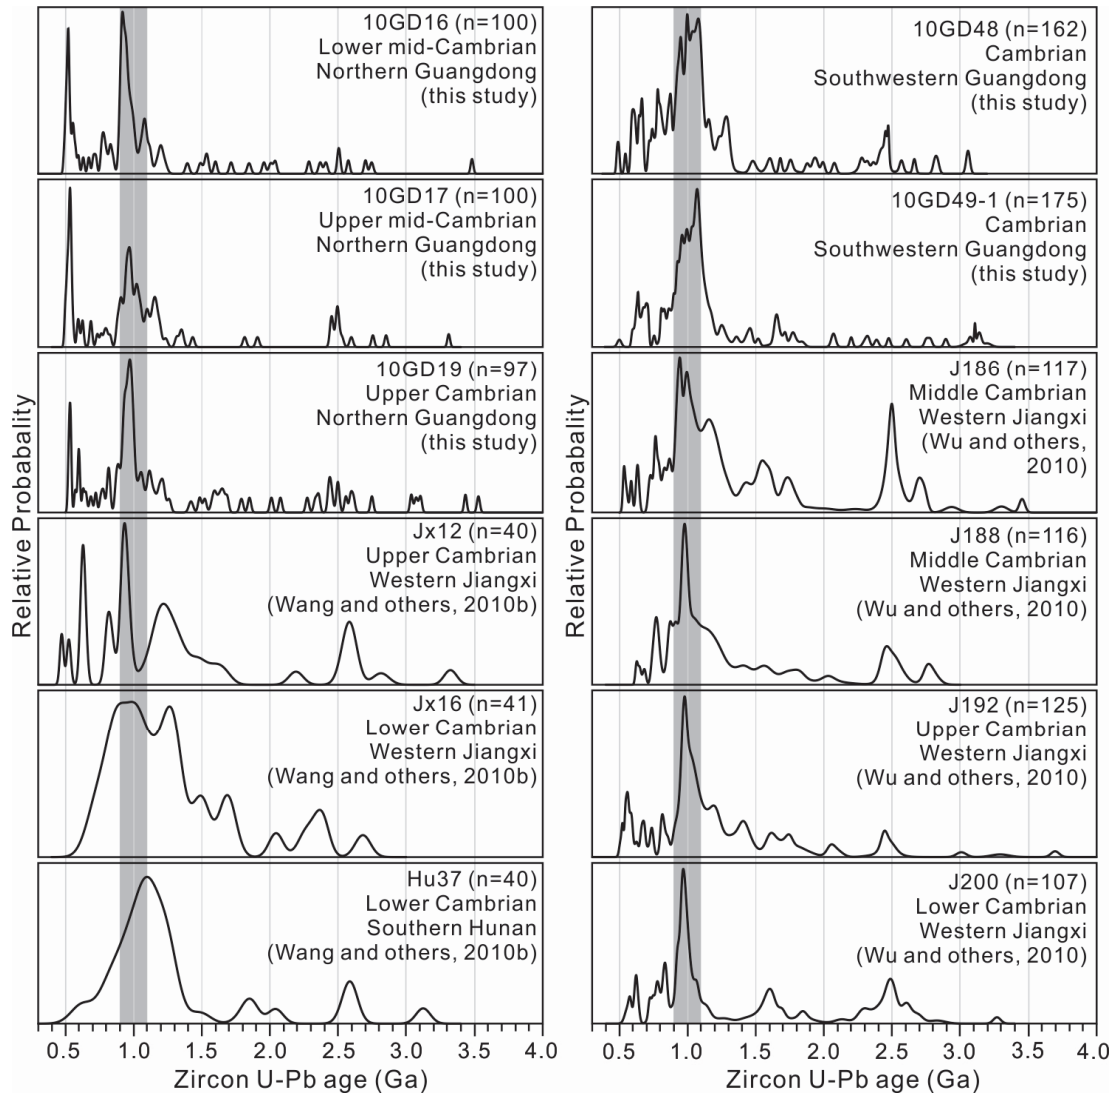 10GD16 (n=100)
Lower mid-Cambrian
Northern Guangdong
(this study)
10GD17 (n=100)
Upper mid-Cambrian
Northern Guangdong
(this study)
10GD19 (n=97)
Upper Cambrian
Northern Guangdong
(this study)
Jx12 (n=40)
Upper Cambrian
Western Jiangxi
(Wang and others, 2010b)
Jx16 (n=41)
Lower Cambrian
Western Jiangxi
(Wang and others, 2010b)
Hu37 (n=40)
Lower Cambrian
Southern Hunan
(Wang and others, 2010b)
Relative Probabality
0.5 1.0 1.5 2.0 2.5 3.0 3.5 4.0
Zircon U-Pb age (Ga)
10GD48 (n=162)
Cambrian
Southwestern Guangdong
(this study)
10GD49-1 (n=175)
Cambrian
Southwestern Guangdong
(this study)
J186 (n=117)
Middle Cambrian
Western Jiangxi
(Wu and others,
2010)
J188 (n=116)
Middle Cambrian
Western Jiangxi
(Wu and others, 2010)
J192 (n=125)
Upper Cambrian
Western Jiangxi
(Wu and others, 2010)
J200 (n=107)
Lower Cambrian
Western Jiangxi
(Wu and others, 2010)
Relative Probabality
0.5 1.0 1.5 2.0 2.5 3.0 3.5 4.0
Zircon U-Pb age (Ga)